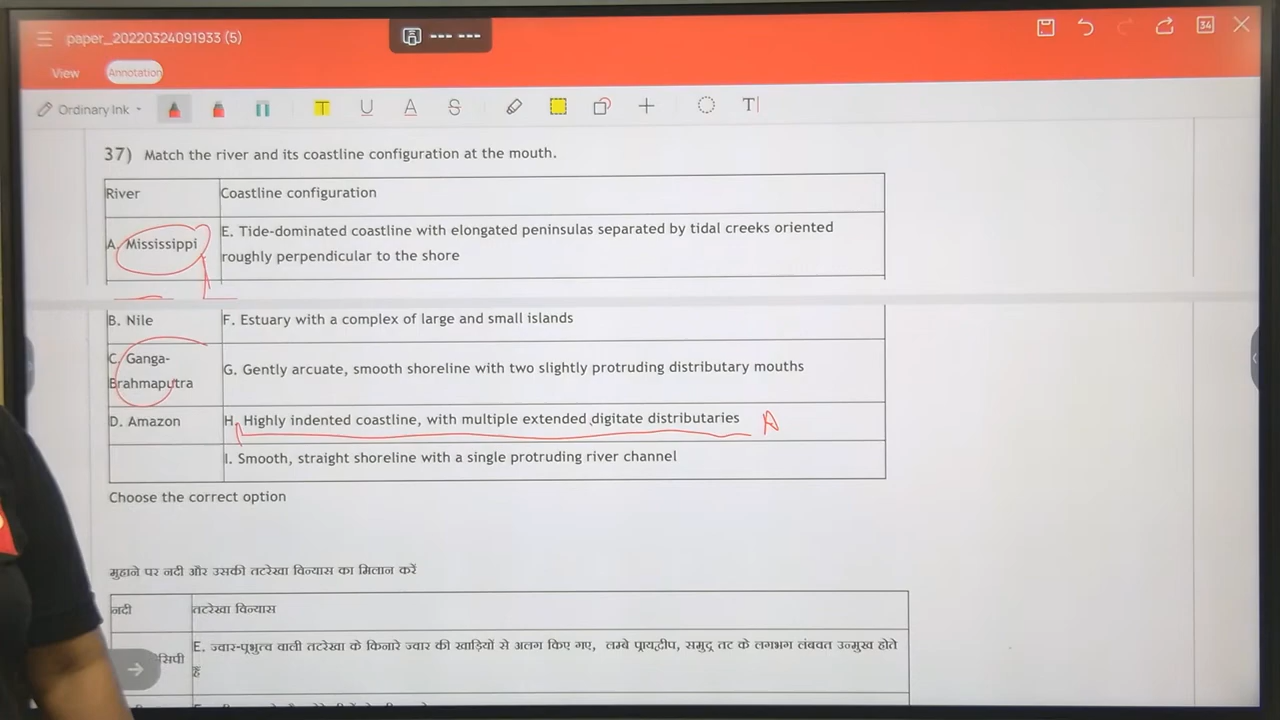 paper_20220324091933 (5)
--- ---
34
View
Annotation
Ordinary Ink
T U A S T
37) Match the river and its coastline configuration at the mouth.
River
Coastline configuration
A. Mississippi
E. Tide-dominated coastline with elongated peninsulas separated by tidal creeks oriented
roughly perpendicular to the shore
B. Nile
F. Estuary with a complex of large and small islands
C. Ganga-
Brahmaputra
G. Gently arcuate, smooth shoreline with two slightly protruding distributary mouths
D. Amazon
H. Highly indented coastline, with multiple extended digitate distributaries
A
I. Smooth, straight shoreline with a single protruding river channel
Choose the correct option
मुहाने पर नदी और उसकी तटरेखा विन्यास का मिलान करें
नदी
तटरेखा विन्यास
सिपी
E. ज्वार-प्रभुत्व वाली तटरेखा के किनारे ज्वार की खाड़ियों से अलग किए गए, लम्बे प्रायद्वीप, समुद्र तट के लगभग लंबवत उन्मुख होते
हैं